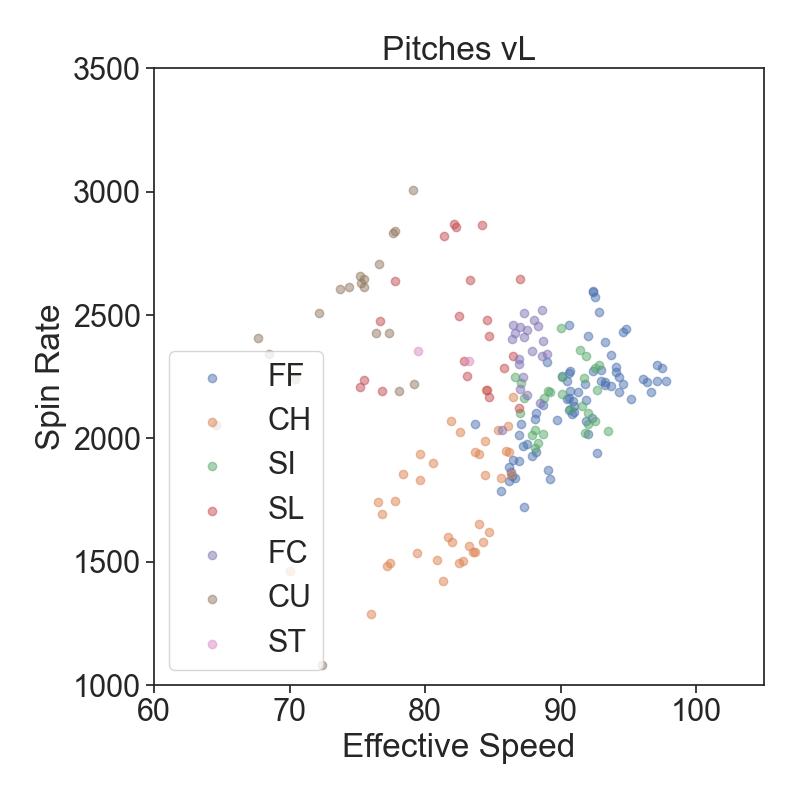 Pitches vL
3500
3000
2500
2000
1500
1000
Spin Rate
FF
CH
SI
SL
FC
CU
ST
60 70 80 90 100
Effective Speed